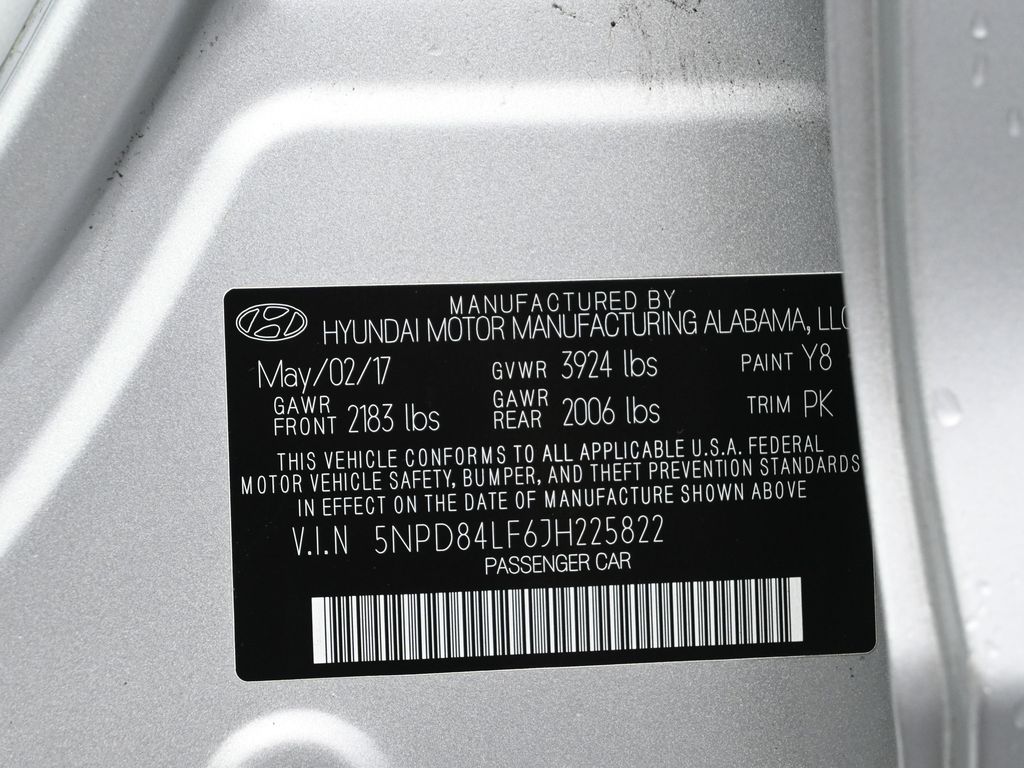 MANUFACTURED BY
HYUNDAI MOTOR MANUFACTURING ALABAMA, LLC
May/02/17 GVWR 3924 lbs PAINT Y8
GAWR FRONT 2183 lbs GAWR REAR 2006 lbs TRIM PK
THIS VEHICLE CONFORMS TO ALL APPLICABLE U.S.A. FEDERAL
MOTOR VEHICLE SAFETY, BUMPER, AND THEFT PREVENTION STANDARDS
IN EFFECT ON THE DATE OF MANUFACTURE SHOWN ABOVE
V.I.N 5NPD84LF6JH225822
PASSENGER CAR